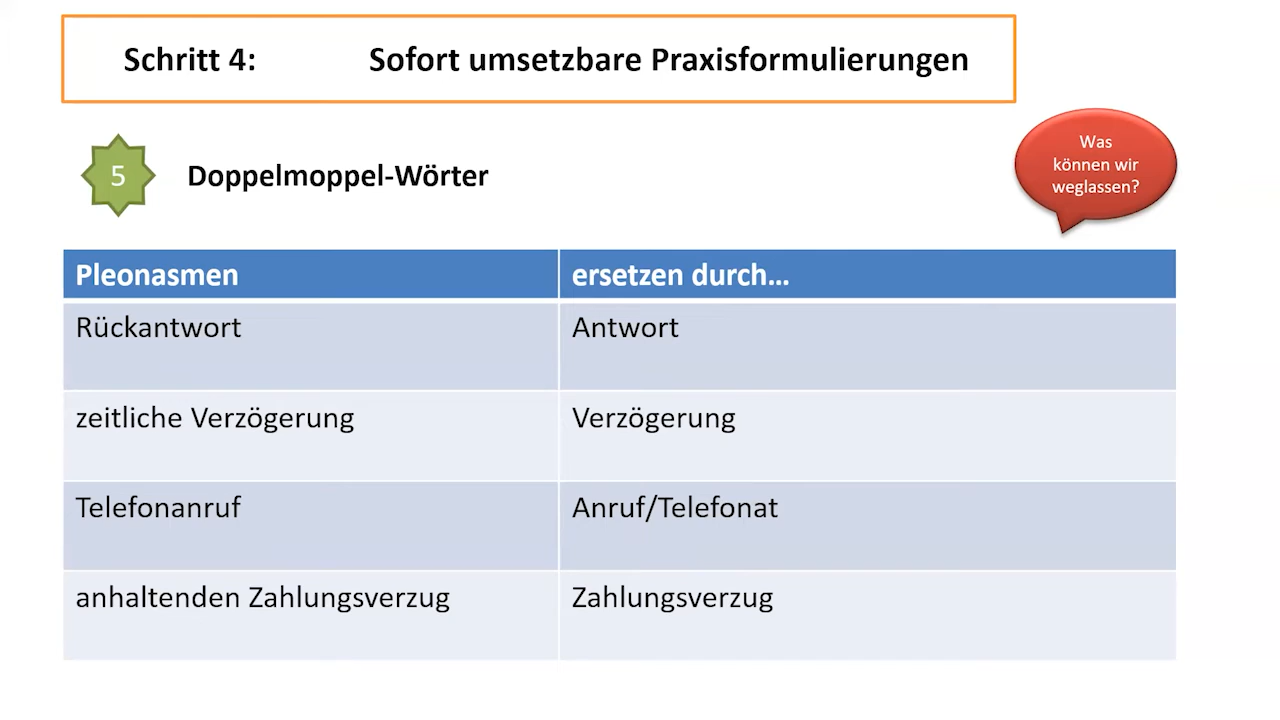 Schritt 4: Sofort umsetzbare Praxisformulierungen
Was
können wir
weglassen?
5 Doppelmoppel-Wörter
Pleonasmen ersetzen durch...
Rückantwort Antwort
zeitliche Verzögerung Verzögerung
Telefonanruf Anruf/Telefonat
anhaltenden Zahlungsverzug Zahlungsverzug